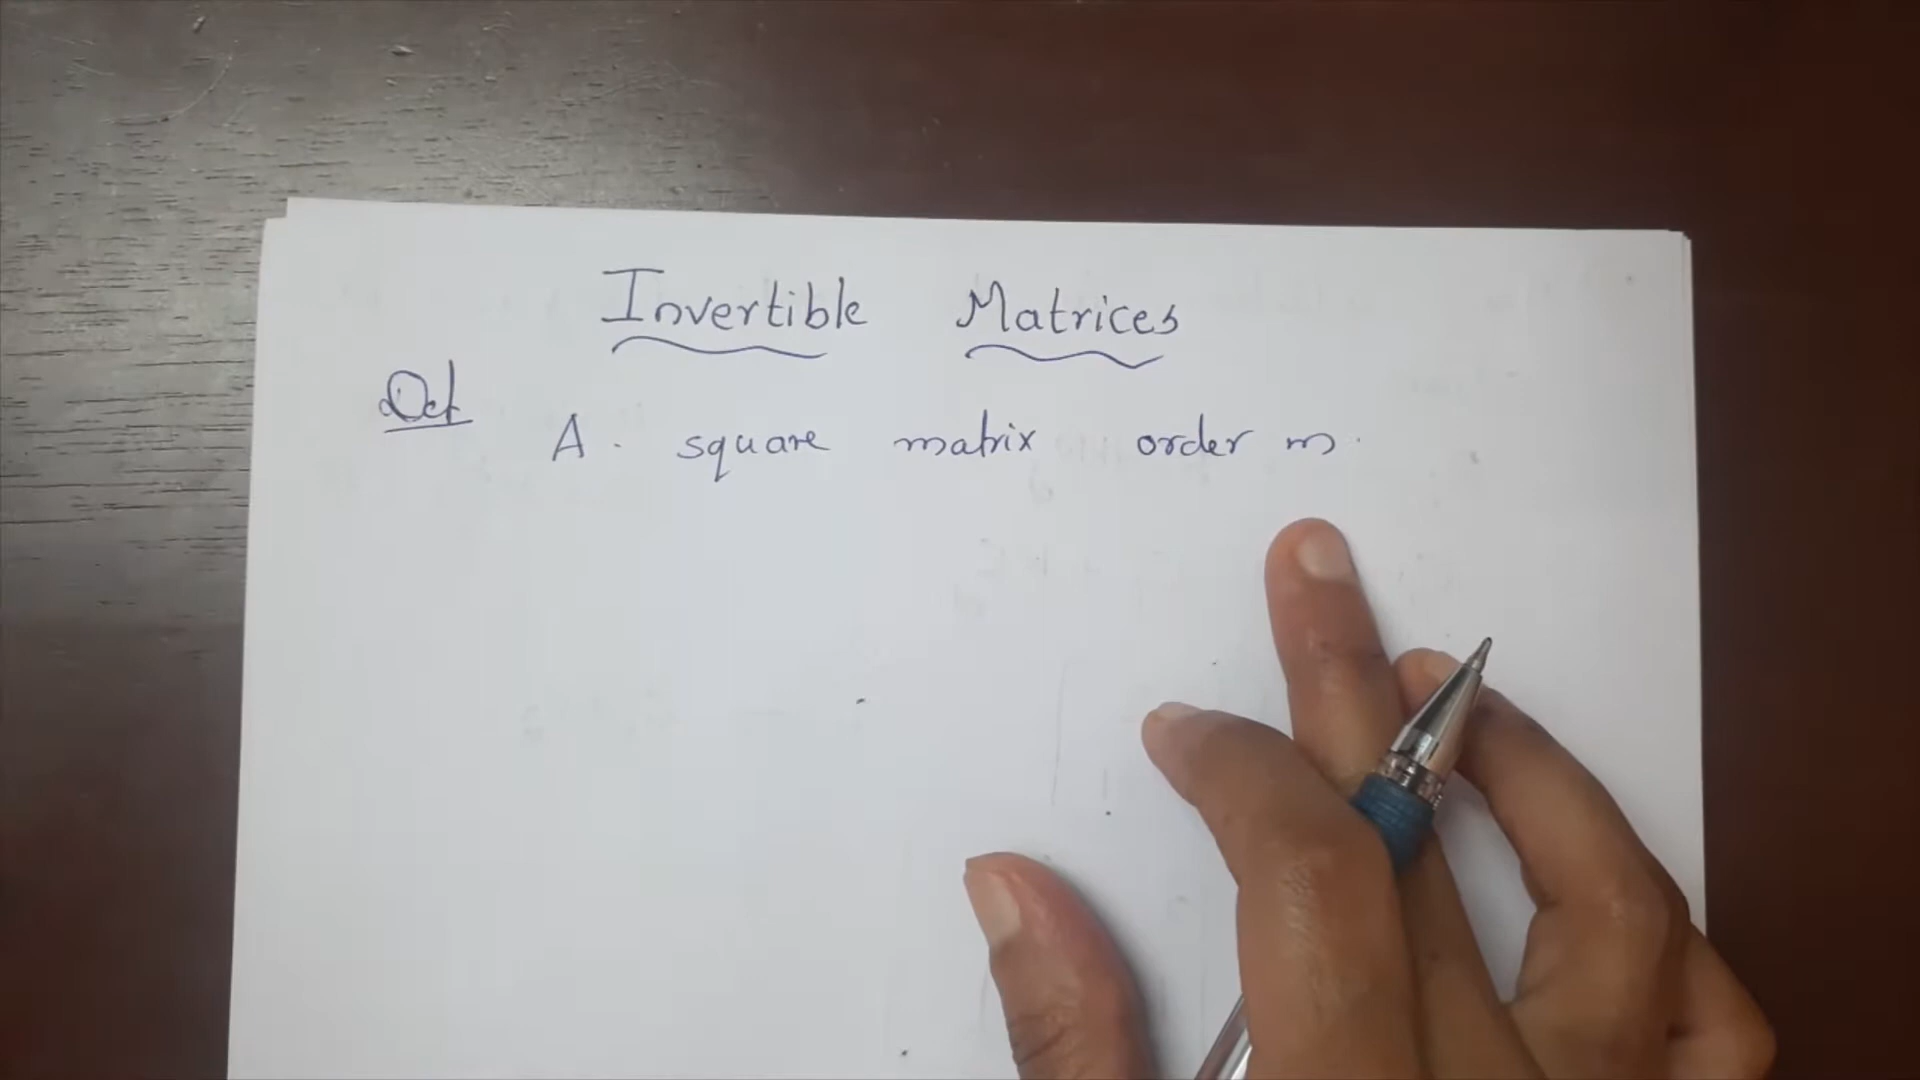 Invertible Matrices
Def
A. square matrix order m.